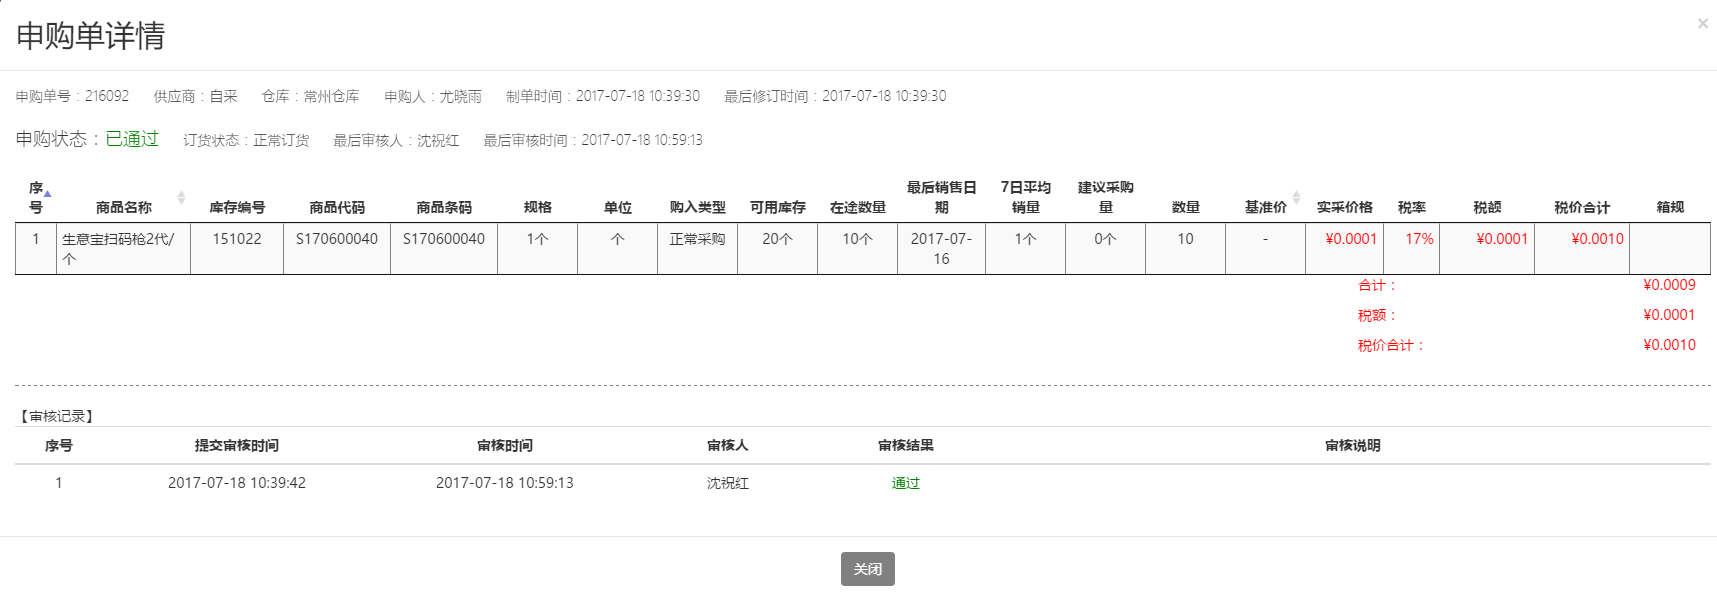 申购单详情
×
申购单号：216092 供应商：自采 仓库：常州仓库 申购人：尤晓雨 制单时间：2017-07-18 10:39:30 最后修订时间：2017-07-18 10:39:30
申购状态：已通过 订货状态：正常订货 最后审核人：沈祝红 最后审核时间：2017-07-18 10:59:13
序号 商品名称 库存编号 商品代码 商品条码 规格 单位 购入类型 可用库存 在途数量 最后销售日期 7日平均销量 建议采购量 数量 基准价 实采价格 税率 税额 税价合计 箱规
1 生意宝扫码枪2代/个 151022 S170600040 S170600040 1个 个 正常采购 20个 10个 2017-07-16 1个 0个 10 - ¥0.0001 17% ¥0.0001 ¥0.0010
合计： ¥0.0009
税额： ¥0.0001
税价合计： ¥0.0010
【审核记录】
序号 提交审核时间 审核时间 审核人 审核结果 审核说明
1 2017-07-18 10:39:42 2017-07-18 10:59:13 沈祝红 通过
关闭